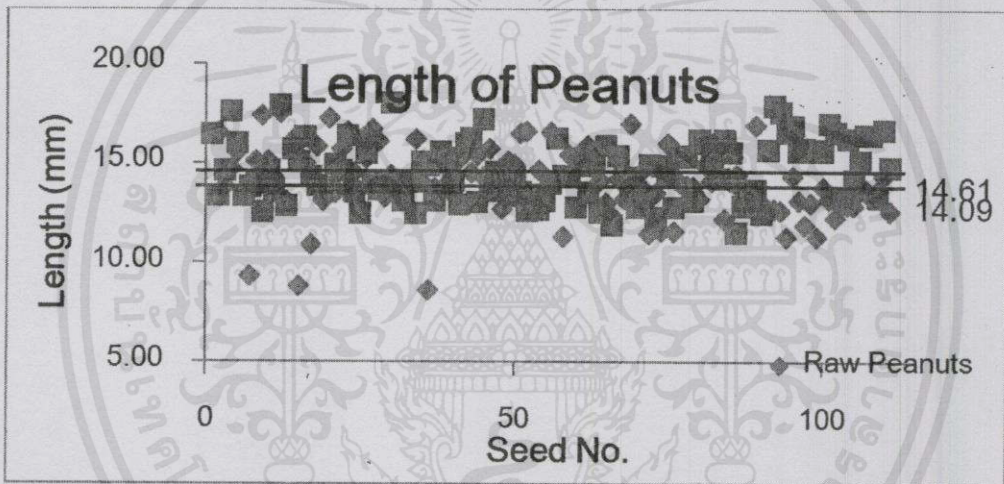 Length of Peanuts
Length (mm)
20.00
15.00
10.00
5.00
14.61
14.09
Raw Peanuts
0
50
100
Seed No.